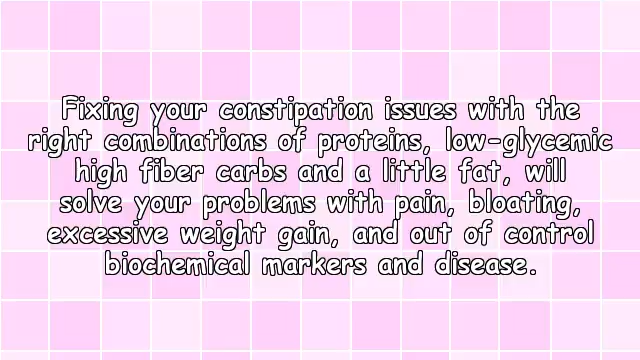 Fixing your constipation issues with the
right combinations of proteins, low-glycemic
high fiber carbs and a little fat, will
solve your problems with pain, bloating,
excessive weight gain, and out of control
biochemical markers and disease.